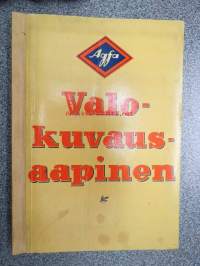 Agfa
Valo-
kuvaus-
aapinen